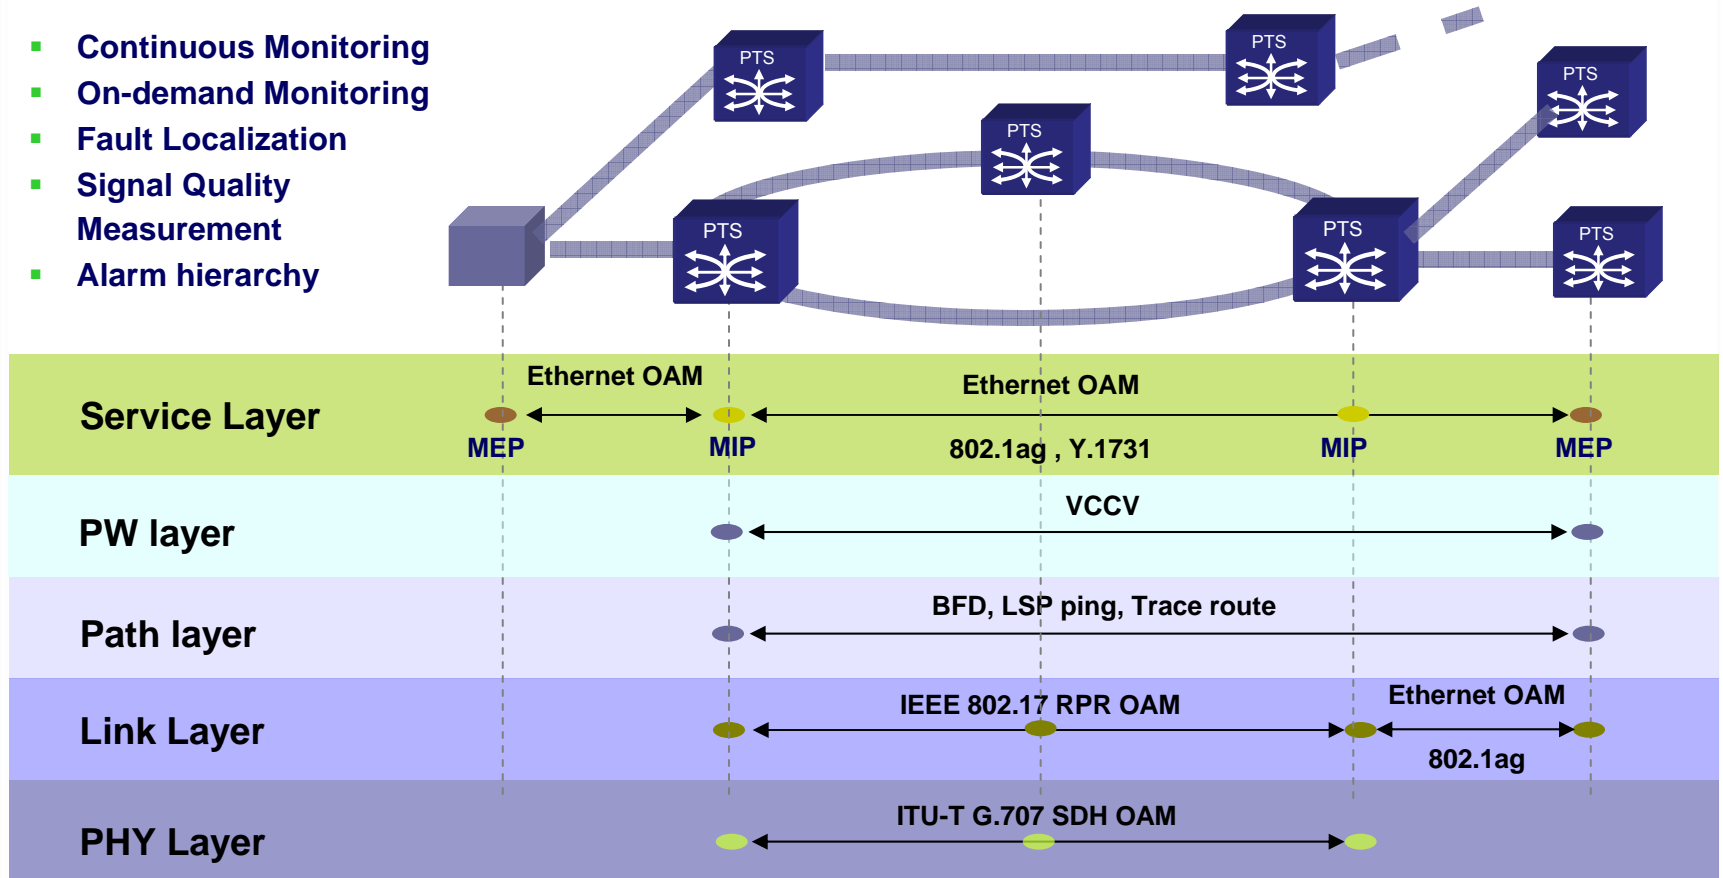 Continuous Monitoring
On-demand Monitoring
Fault Localization
Signal Quality
Measurement
Alarm hierarchy
PTS
PTS
PTS
PTS
PTS
PTS
PTS
Service Layer
Ethernet OAM
Ethernet OAM
MEP
MIP
802.1ag , Y.1731
MIP
MEP
PW layer
VCCV
Path layer
BFD, LSP ping, Trace route
Link Layer
IEEE 802.17 RPR OAM
Ethernet OAM
802.1ag
PHY Layer
ITU-T G.707 SDH OAM